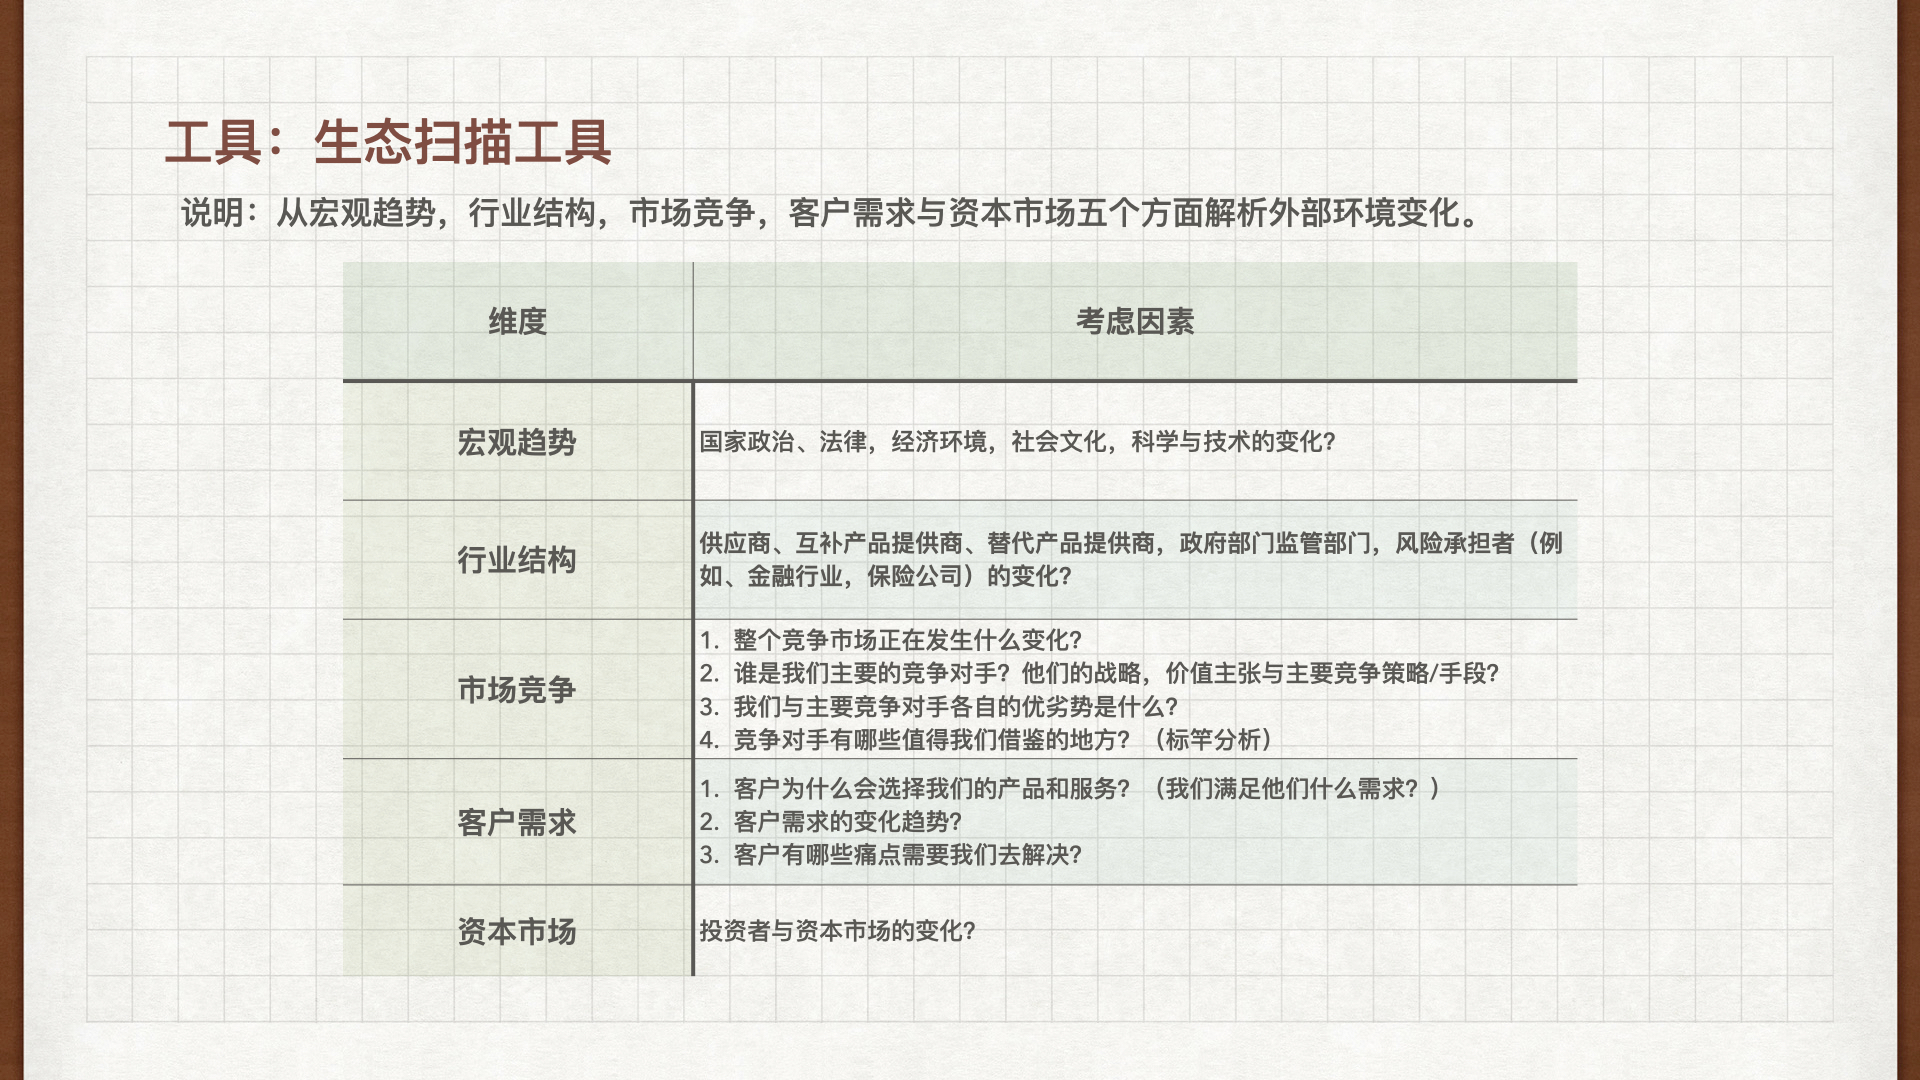 工具：生态扫描工具
说明：从宏观趋势，行业结构，市场竞争，客户需求与资本市场五个方面解析外部环境变化。
维度
考虑因素
宏观趋势
国家政治、法律，经济环境，社会文化，科学与技术的变化？
行业结构
供应商、互补产品提供商、替代产品提供商，政府部门监管部门，风险承担者（例
如、金融行业，保险公司）的变化？
市场竞争
1. 整个竞争市场正在发生什么变化？
2. 谁是我们主要的竞争对手？他们的战略，价值主张与主要竞争策略/手段？
3. 我们与主要竞争对手各自的优劣势是什么？
4. 竞争对手有哪些值得我们借鉴的地方？（标竿分析）
客户需求
1. 客户为什么会选择我们的产品和服务？（我们满足他们什么需求？）
2. 客户需求的变化趋势？
3. 客户有哪些痛点需要我们去解决？
资本市场
投资者与资本市场的变化？